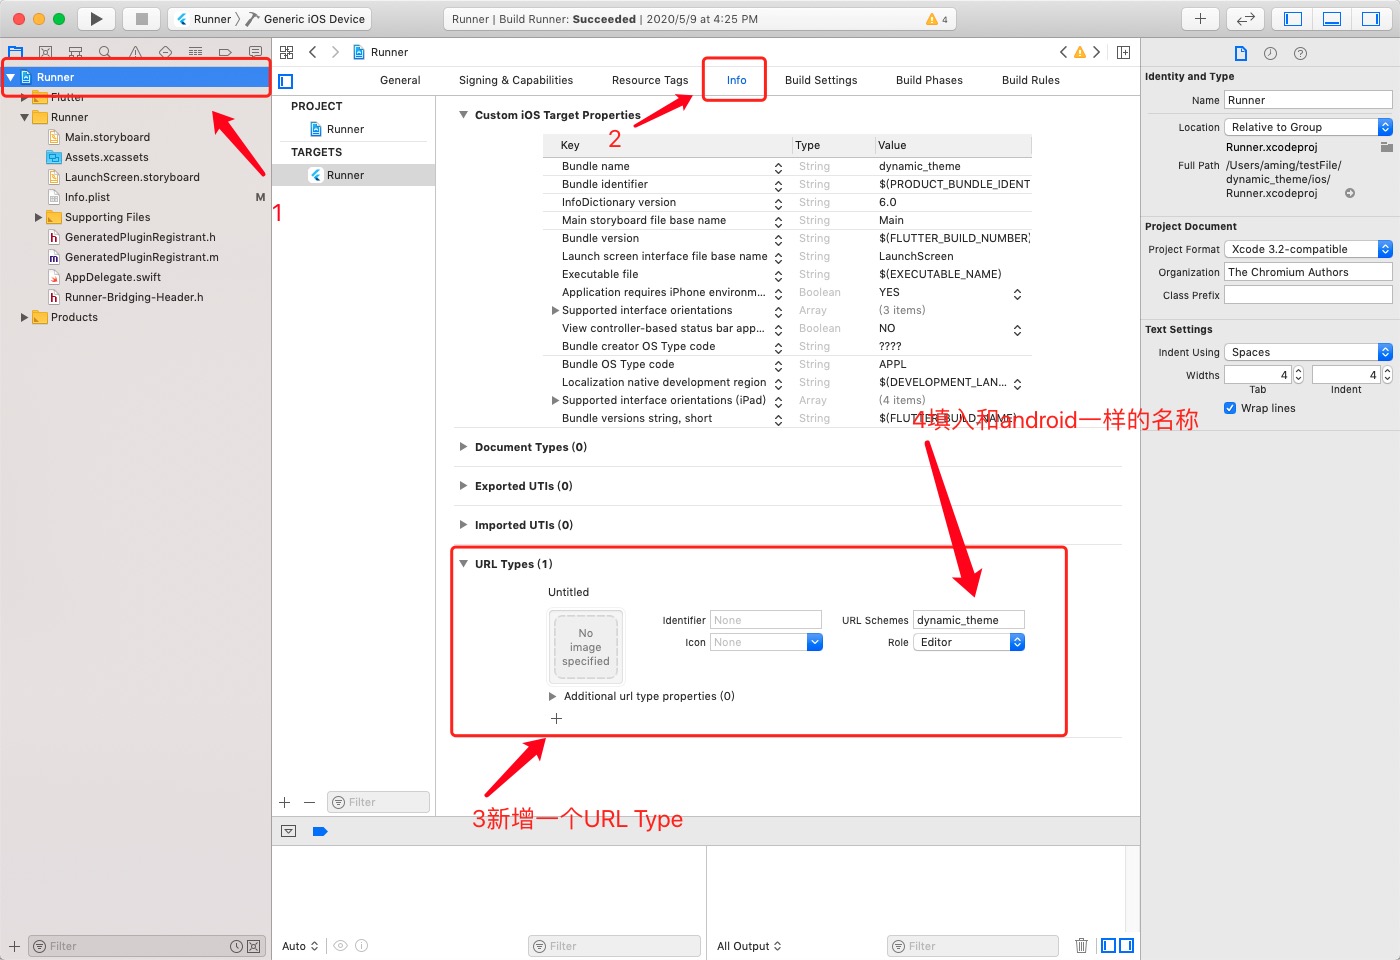 Runner
Generic iOS Device
Runner | Build Runner: Succeeded | 2020/5/9 at 4:25 PM
4
Runner
Flutter
Runner
Main.storyboard
Assets.xcassets
LaunchScreen.storyboard
Info.plist M
Supporting Files
GeneratedPluginRegistrant.h
GeneratedPluginRegistrant.m
AppDelegate.swift
Runner-Bridging-Header.h
Products
Filter
1
Runner
General Signing & Capabilities Resource Tags Info Build Settings Build Phases Build Rules
PROJECT
Runner
TARGETS
Runner
Filter
2
Custom iOS Target Properties
Key Type Value
Bundle name String dynamic_theme
Bundle identifier String $(PRODUCT_BUNDLE_IDENT
InfoDictionary version String 6.0
Main storyboard file base name String Main
Bundle version String $(FLUTTER_BUILD_NUMBER)
Launch screen interface file base name String LaunchScreen
Executable file String $(EXECUTABLE_NAME)
Application requires iPhone environm... Boolean YES
Supported interface orientations Array (3 items)
View controller-based status bar app... Boolean NO
Bundle creator OS Type code String ????
Bundle OS Type code String APPL
Localization native development region String $(DEVELOPMENT_LAN...
Supported interface orientations (iPad) Array (4 items)
Bundle versions string, short String $(FLUTTER_BUILD_NAME)
4填入和android一样的名称
Document Types (0)
Exported UTIs (0)
Imported UTIs (0)
URL Types (1)
Untitled
No
image
specified
Identifier None
URL Schemes dynamic_theme
Icon None
Role Editor
Additional url type properties (0)
3新增一个URL Type
Auto
Filter
All Output
Filter
Identity and Type
Name Runner
Location Relative to Group
Runner.xcodeproj
Full Path /Users/aming/testFile/
dynamic_theme/ios/
Runner.xcodeproj
Project Document
Project Format Xcode 3.2-compatible
Organization The Chromium Authors
Class Prefix
Text Settings
Indent Using Spaces
Widths 4 4
Tab Indent
Wrap lines